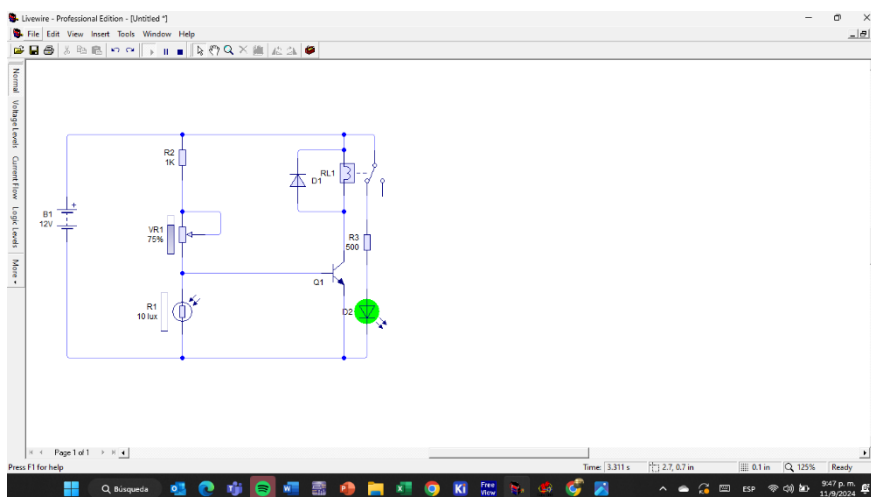 Livewire - Professional Edition - [Untitled *]
File Edit View Insert Tools Window Help
Normal
Voltage Levels
Current Flow
Logic Levels
More
R2
1K
RL1
D1
B1
12V
+
VR1
75%
R3
500
Q1
R1
10 lux
D2
Page 1 of 1
Press F1 for help
Time: 3.311 s
2.7, 0.7 in
0.1 in
125%
Ready
Búsqueda
Ki
Free
View
ESP
9:47 p. m.
11/9/2024